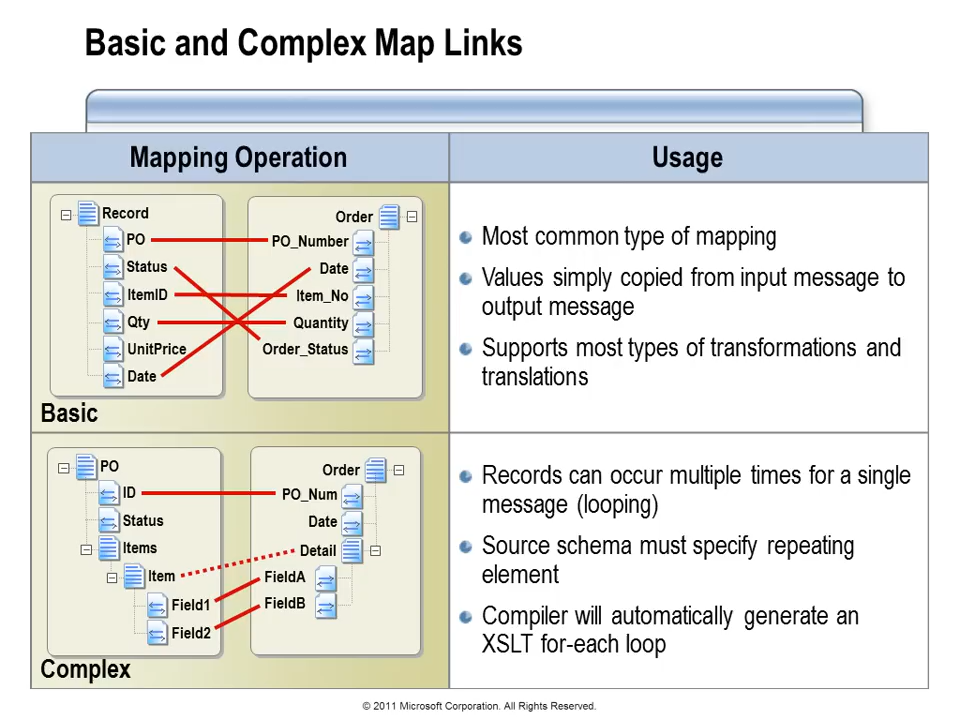 Basic and Complex Map Links
Mapping Operation
Usage
Record
PO
Status
ItemID
Qty
UnitPrice
Date
Order
PO_Number
Date
Item_No
Quantity
Order_Status
Basic
Most common type of mapping
Values simply copied from input message to
output message
Supports most types of transformations and
translations
PO
ID
Status
Items
Item
Field1
Field2
Order
PO_Num
Date
Detail
FieldA
FieldB
Complex
Records can occur multiple times for a single
message (looping)
Source schema must specify repeating
element
Compiler will automatically generate an
XSLT for-each loop
© 2011 Microsoft Corporation. All Rights Reserved.